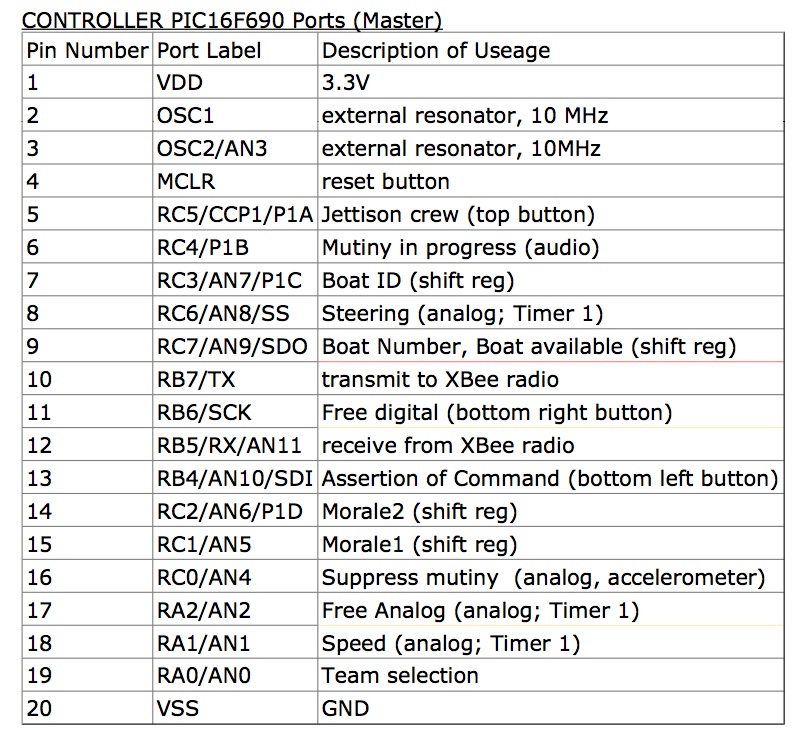 CONTROLLER PIC16F690 Ports (Master)
Pin Number Port Label Description of Useage
1 VDD 3.3V
2 OSC1 external resonator, 10 MHz
3 OSC2/AN3 external resonator, 10MHz
4 MCLR reset button
5 RC5/CCP1/P1A Jettison crew (top button)
6 RC4/P1B Mutiny in progress (audio)
7 RC3/AN7/P1C Boat ID (shift reg)
8 RC6/AN8/SS Steering (analog; Timer 1)
9 RC7/AN9/SDO Boat Number, Boat available (shift reg)
10 RB7/TX transmit to XBee radio
11 RB6/SCK Free digital (bottom right button)
12 RB5/RX/AN11 receive from XBee radio
13 RB4/AN10/SDI Assertion of Command (bottom left button)
14 RC2/AN6/P1D Morale2 (shift reg)
15 RC1/AN5 Morale1 (shift reg)
16 RC0/AN4 Suppress mutiny (analog, accelerometer)
17 RA2/AN2 Free Analog (analog; Timer 1)
18 RA1/AN1 Speed (analog; Timer 1)
19 RA0/AN0 Team selection
20 VSS GND